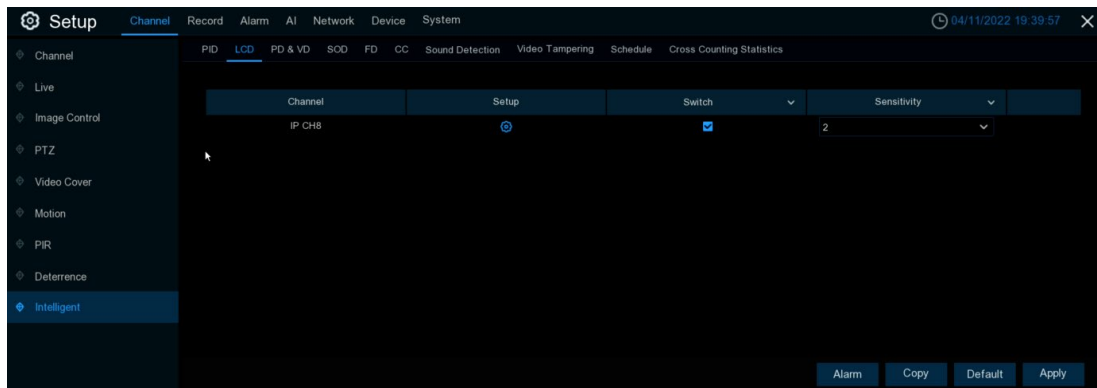 Setup Channel Record Alarm AI Network Device System 04/11/2022 19:39:57
PID LCD PD & VD SOD FD CC Sound Detection Video Tampering Schedule Cross Counting Statistics
Channel
Live
Image Control
PTZ
Video Cover
Motion
PIR
Deterrence
Intelligent
Channel Setup Switch Sensitivity
IP CH8 2
Alarm Copy Default Apply